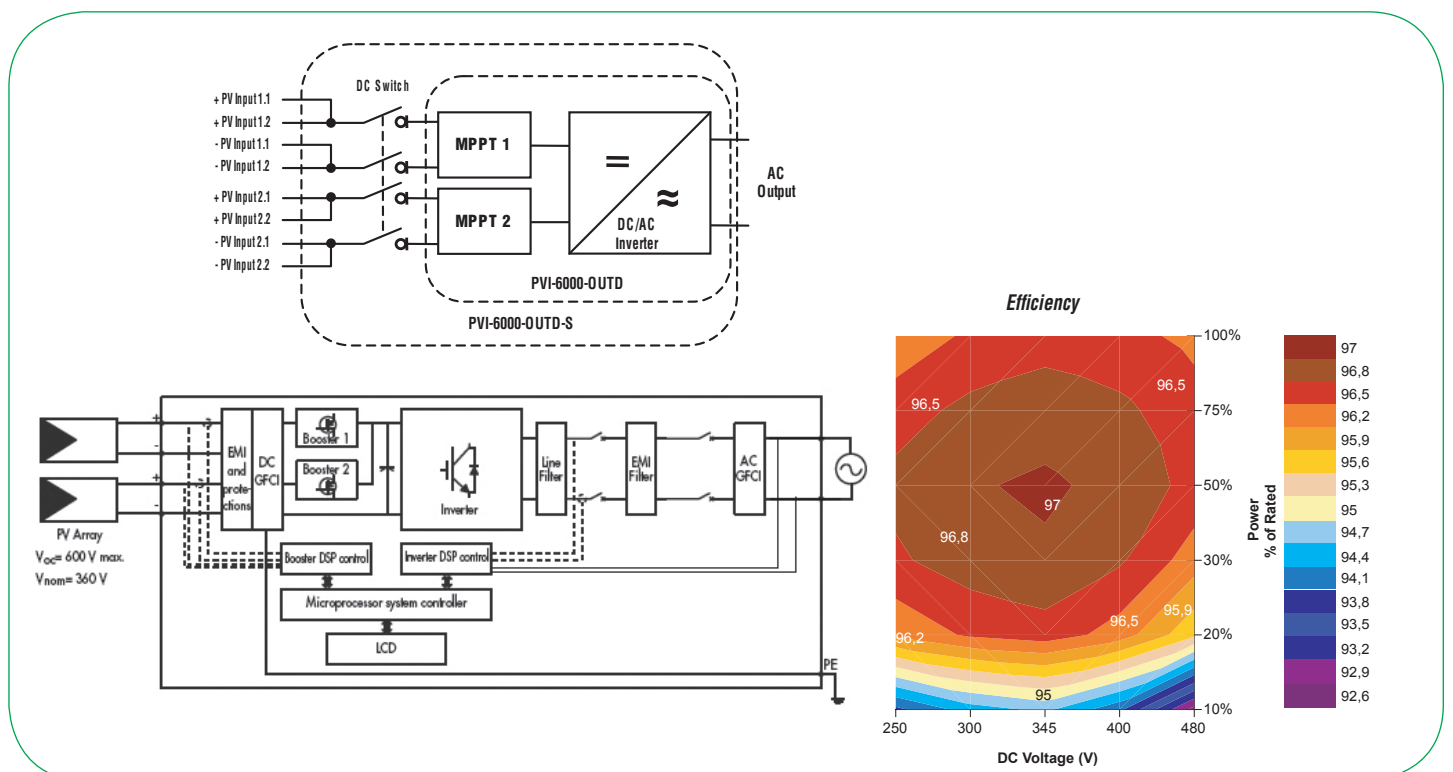 + PV Input 1.1
+ PV Input 1.2
- PV Input 1.1
- PV Input 1.2
+ PV Input 2.1
+ PV Input 2.2
- PV Input 2.1
- PV Input 2.2
DC Switch
MPPT 1
MPPT 2
=
≈
DC/AC
Inverter
AC
Output
PVI-6000-OUTD
PVI-6000-OUTD-S
+
-
+
-
PV Array
Voc= 600 V max.
Vnom= 360 V
EMI
and
prote-
ctions
DC
GFCI
Booster 1
Booster 2
Inverter
Line
Filter
EMI
Filter
AC
GFCI
Booster DSP control
Inverter DSP control
Microprocessor system controller
LCD
PE
Efficiency
96,5
96,5
97
96,8
96,2
96,5
95,9
95
100%
75%
50%
30%
20%
10%
Power
% of Rated
250
300
345
400
480
DC Voltage (V)
97
96,8
96,5
96,2
95,9
95,6
95,3
95
94,7
94,4
94,1
93,8
93,5
93,2
92,9
92,6